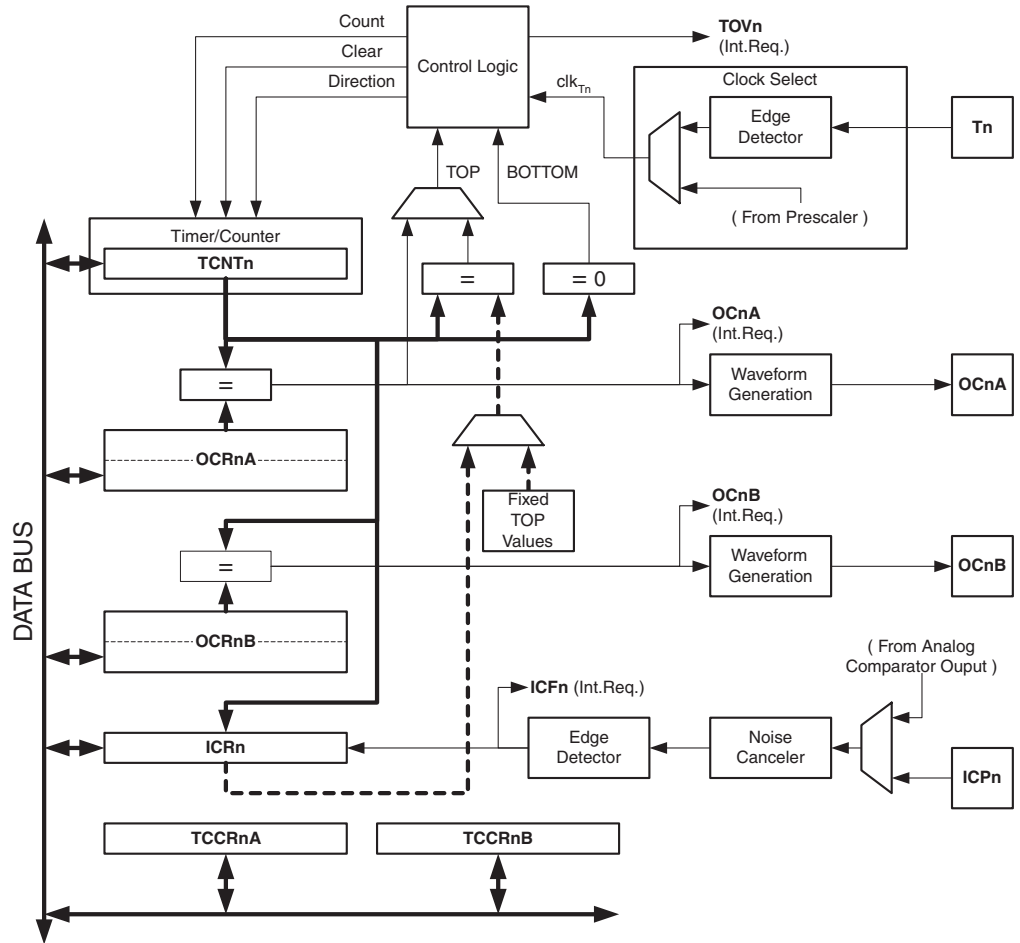 Count
Clear
Direction
Control Logic
TOVn
(Int.Req.)
clkTn
Clock Select
Edge
Detector
Tn
( From Prescaler )
TOP
BOTTOM
Timer/Counter
TCNTn
=
= 0
OCnA
(Int.Req.)
=
Waveform
Generation
OCnA
OCRnA
Fixed
TOP
Values
OCnB
(Int.Req.)
=
Waveform
Generation
OCnB
OCRnB
DATA BUS
( From Analog
Comparator Ouput )
ICFn (Int.Req.)
ICRn
Edge
Detector
Noise
Canceler
ICPn
TCCRnA
TCCRnB